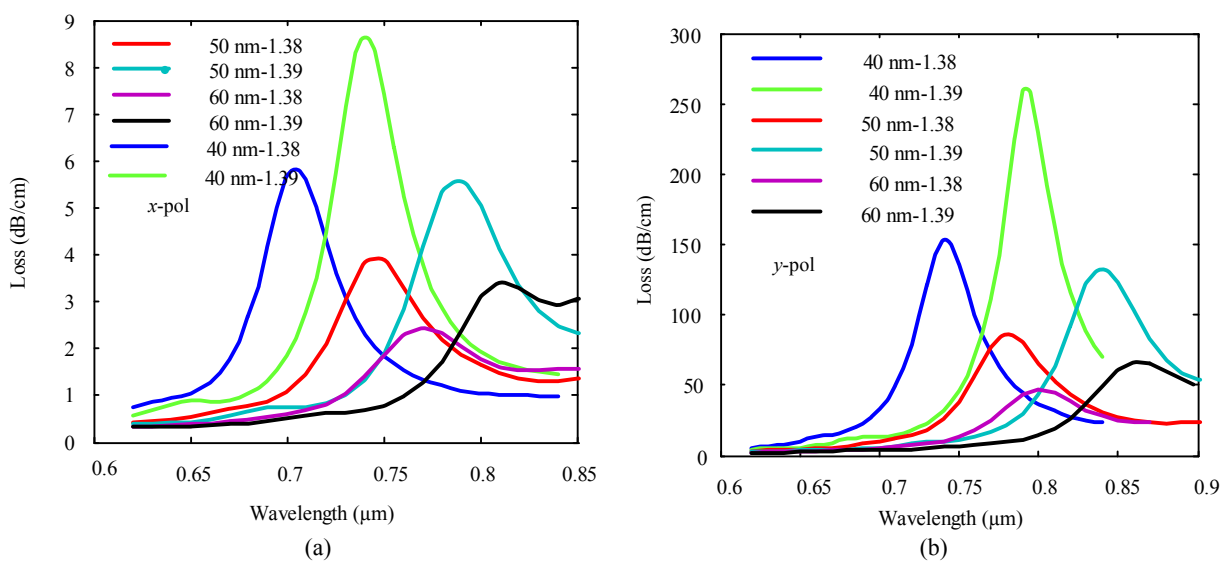 9
8
7
6
5
4
3
2
1
0
Loss (dB/cm)
50 nm-1.38
50 nm-1.39
60 nm-1.38
60 nm-1.39
40 nm-1.38
40 nm-1.39
x-pol
0.6
0.7
0.75
0.8
0.85
Wavelength (μm)
(a)
300
250
200
150
100
50
0
Loss (dB/cm)
40 nm-1.38
40 nm-1.39
50 nm-1.38
50 nm-1.39
60 nm-1.38
60 nm-1.39
y-pol
0.6
0.65
0.7
0.75
0.8
0.85
0.9
Wavelength (μm)
(b)